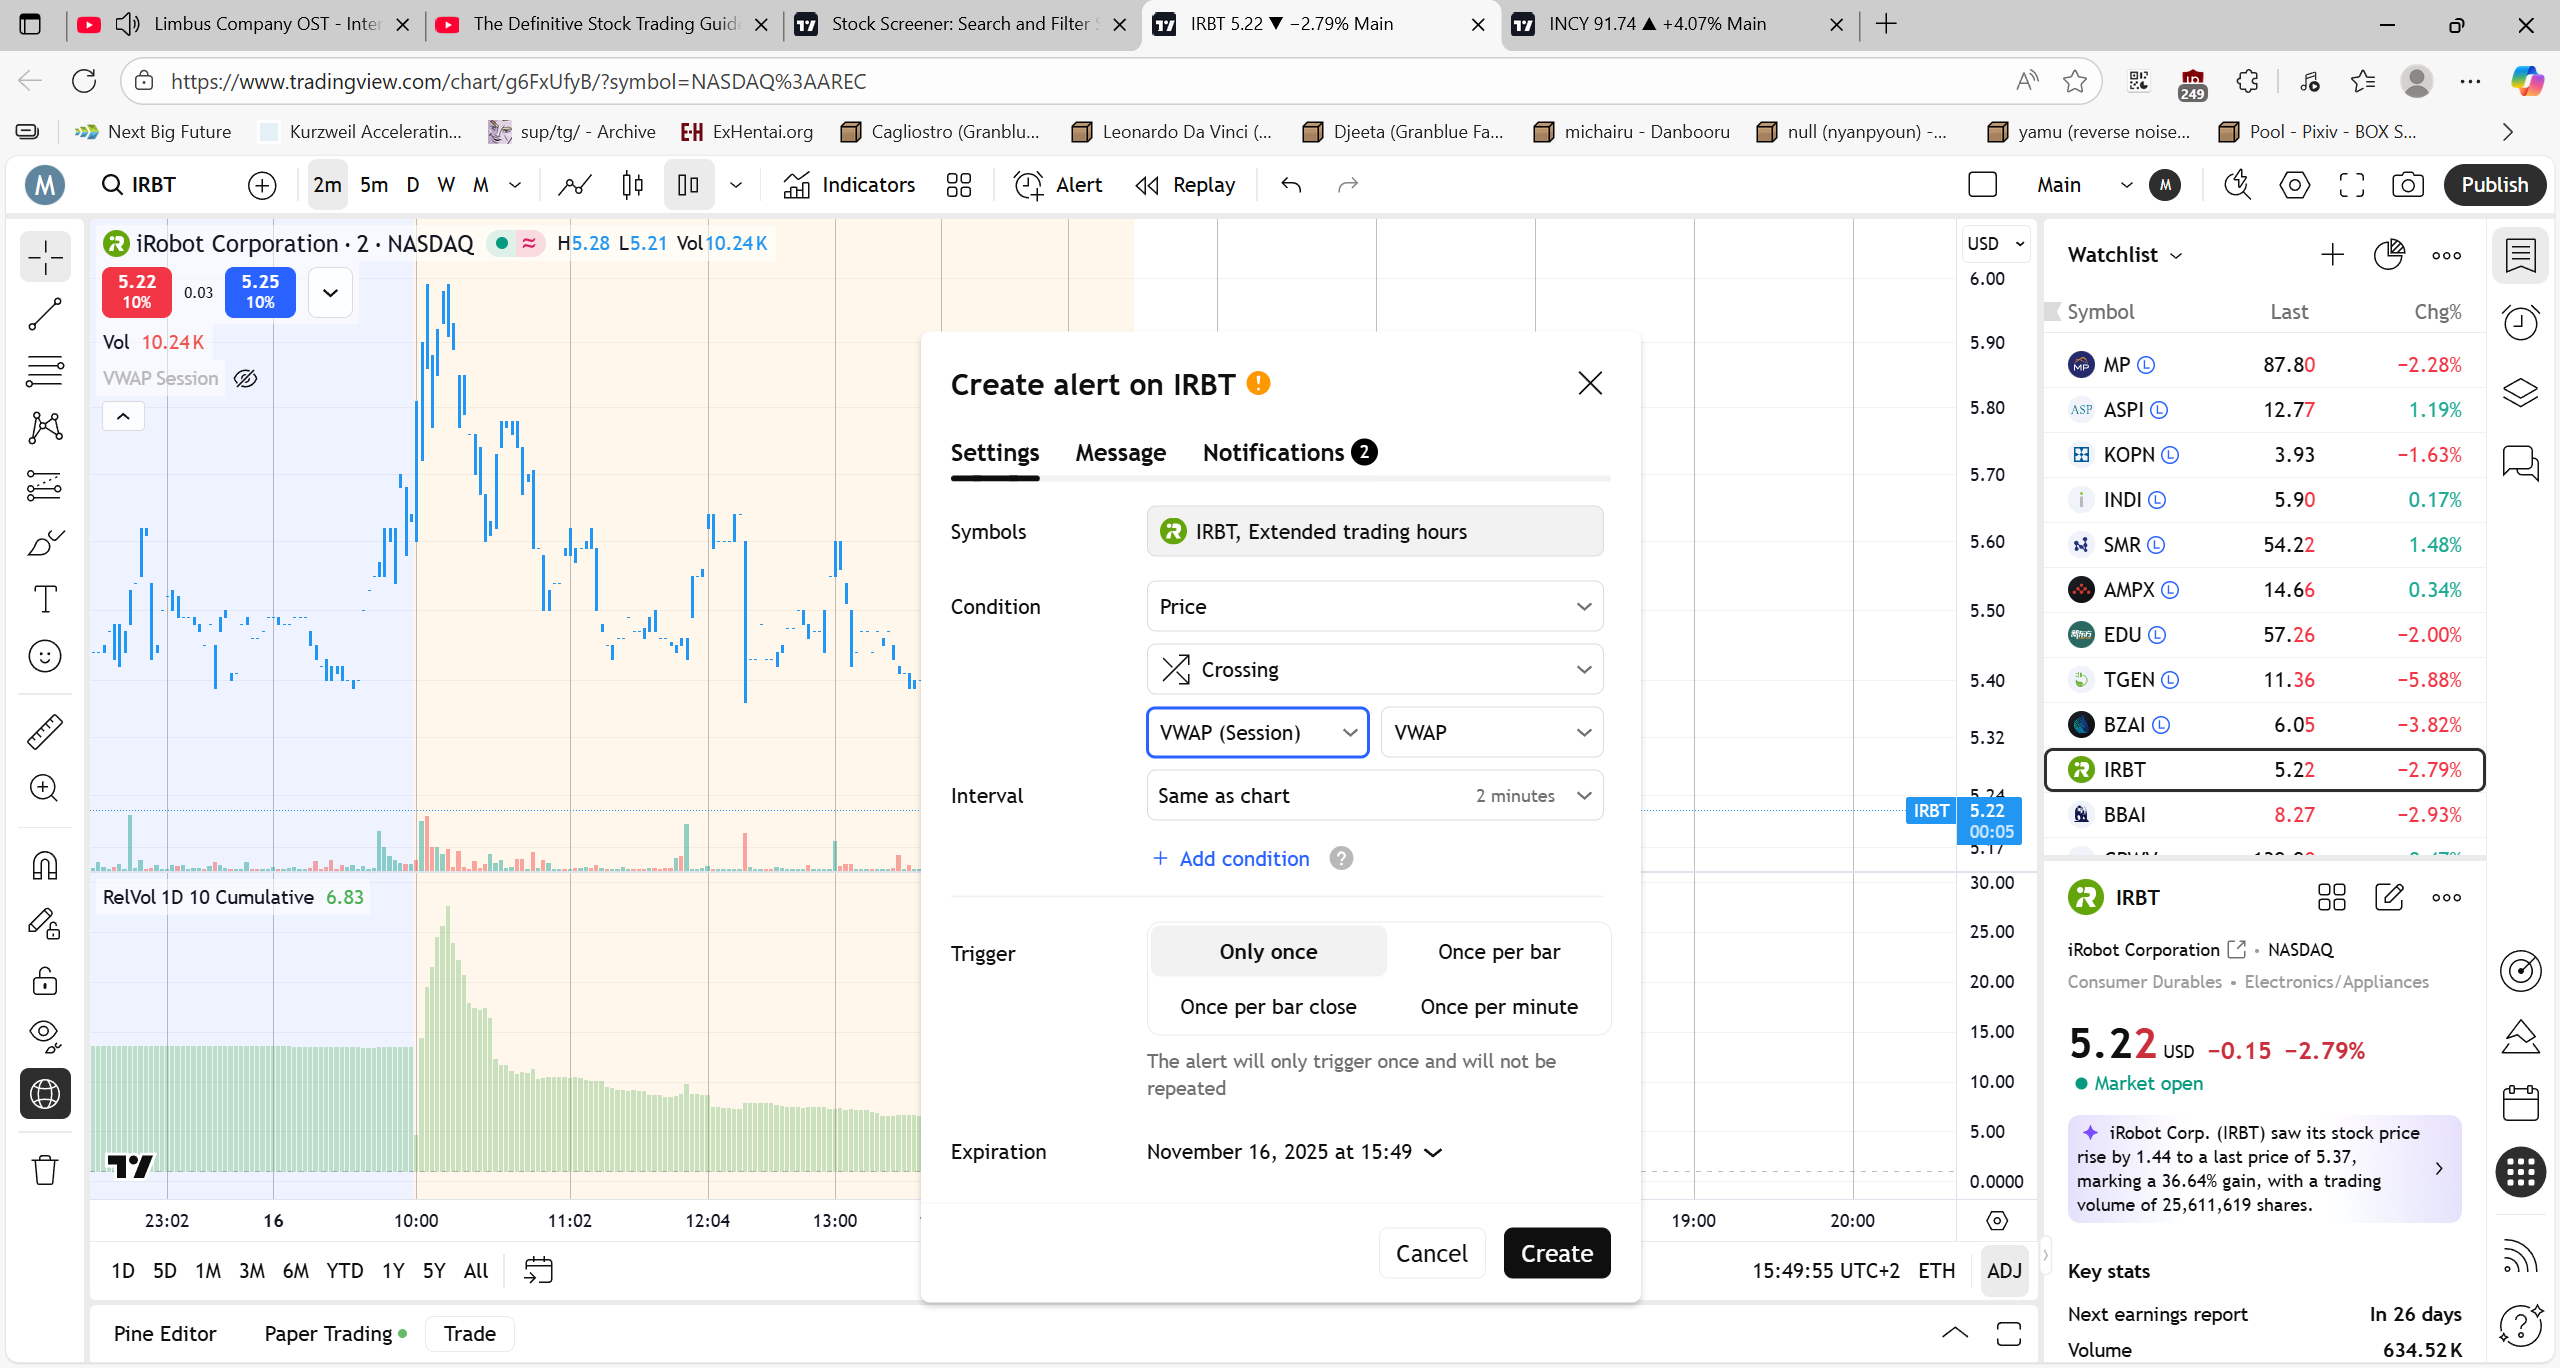 Limbus Company OST - Inter
The Definitive Stock Trading Guid
Stock Screener: Search and Filter S
IRBT 5.22 ▼ −2.79% Main
INCY 91.74 ▲ +4.07% Main
https://www.tradingview.com/chart/g6FxUfyB/?symbol=NASDAQ%3AAREC
249
Next Big Future
Kurzweil Acceleratin...
sup/tg/ - Archive
ExHentai.org
Cagliostro (Granblu...
Leonardo Da Vinci (...
Djeeta (Granblue Fa...
michairu - Danbooru
null (nyanpyoun) -...
yamu (reverse noise...
Pool - Pixiv - BOX S...
M
IRBT
2m
5m
D
W
M
Indicators
Alert
Replay
Main
M
Publish
iRobot Corporation · 2 · NASDAQ
H5.28 L5.21 Vol10.24 K
5.22
10%
0.03
5.25
10%
Vol 10.24 K
VWAP Session
RelVol 1D 10 Cumulative 6.83
USD
6.00
5.90
5.80
5.70
5.60
5.50
5.40
5.32
5.24
IRBT 5.22
00:05
5.17
30.00
25.00
20.00
15.00
10.00
5.00
0.0000
23:02
16
10:00
11:02
12:04
13:00
19:00
20:00
1D 5D 1M 3M 6M YTD 1Y 5Y All
15:49:55 UTC+2 ETH ADJ
Pine Editor
Paper Trading
Trade
Create alert on IRBT
Settings
Message
Notifications 2
Symbols
IRBT, Extended trading hours
Condition
Price
Crossing
VWAP (Session)
VWAP
Interval
Same as chart
2 minutes
+ Add condition
Trigger
Only once
Once per bar
Once per bar close
Once per minute
The alert will only trigger once and will not be
repeated
Expiration
November 16, 2025 at 15:49
Cancel
Create
Watchlist
Symbol Last Chg%
MP L 87.80 −2.28%
ASPI L 12.77 1.19%
KOPN L 3.93 −1.63%
INDI L 5.90 0.17%
SMR L 54.22 1.48%
AMPX L 14.66 0.34%
EDU L 57.26 −2.00%
TGEN L 11.36 −5.88%
BZAI L 6.05 −3.82%
IRBT 5.22 −2.79%
BBAI 8.27 −2.93%
IRBT
iRobot Corporation · NASDAQ
Consumer Durables • Electronics/Appliances
5.22 USD −0.15 −2.79%
Market open
iRobot Corp. (IRBT) saw its stock price
rise by 1.44 to a last price of 5.37,
marking a 36.64% gain, with a trading
volume of 25,611,619 shares.
Key stats
Next earnings report In 26 days
Volume 634.52 K